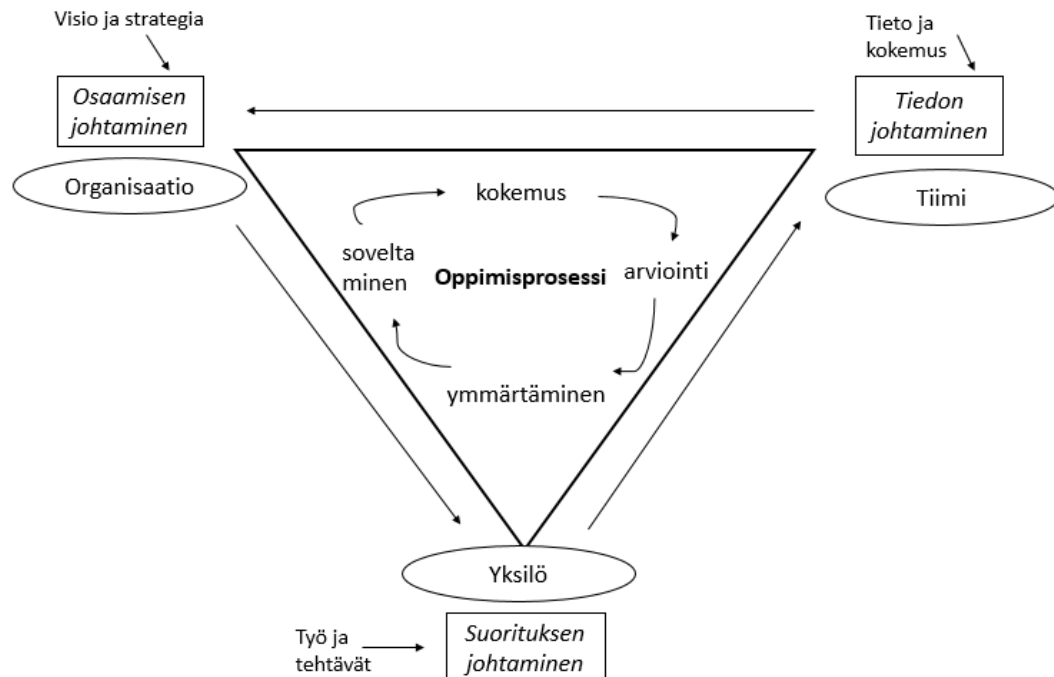 Visio ja strategia
Tieto ja
kokemus
Osaamisen
johtaminen
Tiedon
johtaminen
Organisaatio
Tiimi
kokemus
sovelta
minen
Oppimisprosessi
arviointi
ymmärtäminen
Yksilö
Työ ja
tehtävät
Suorituksen
johtaminen